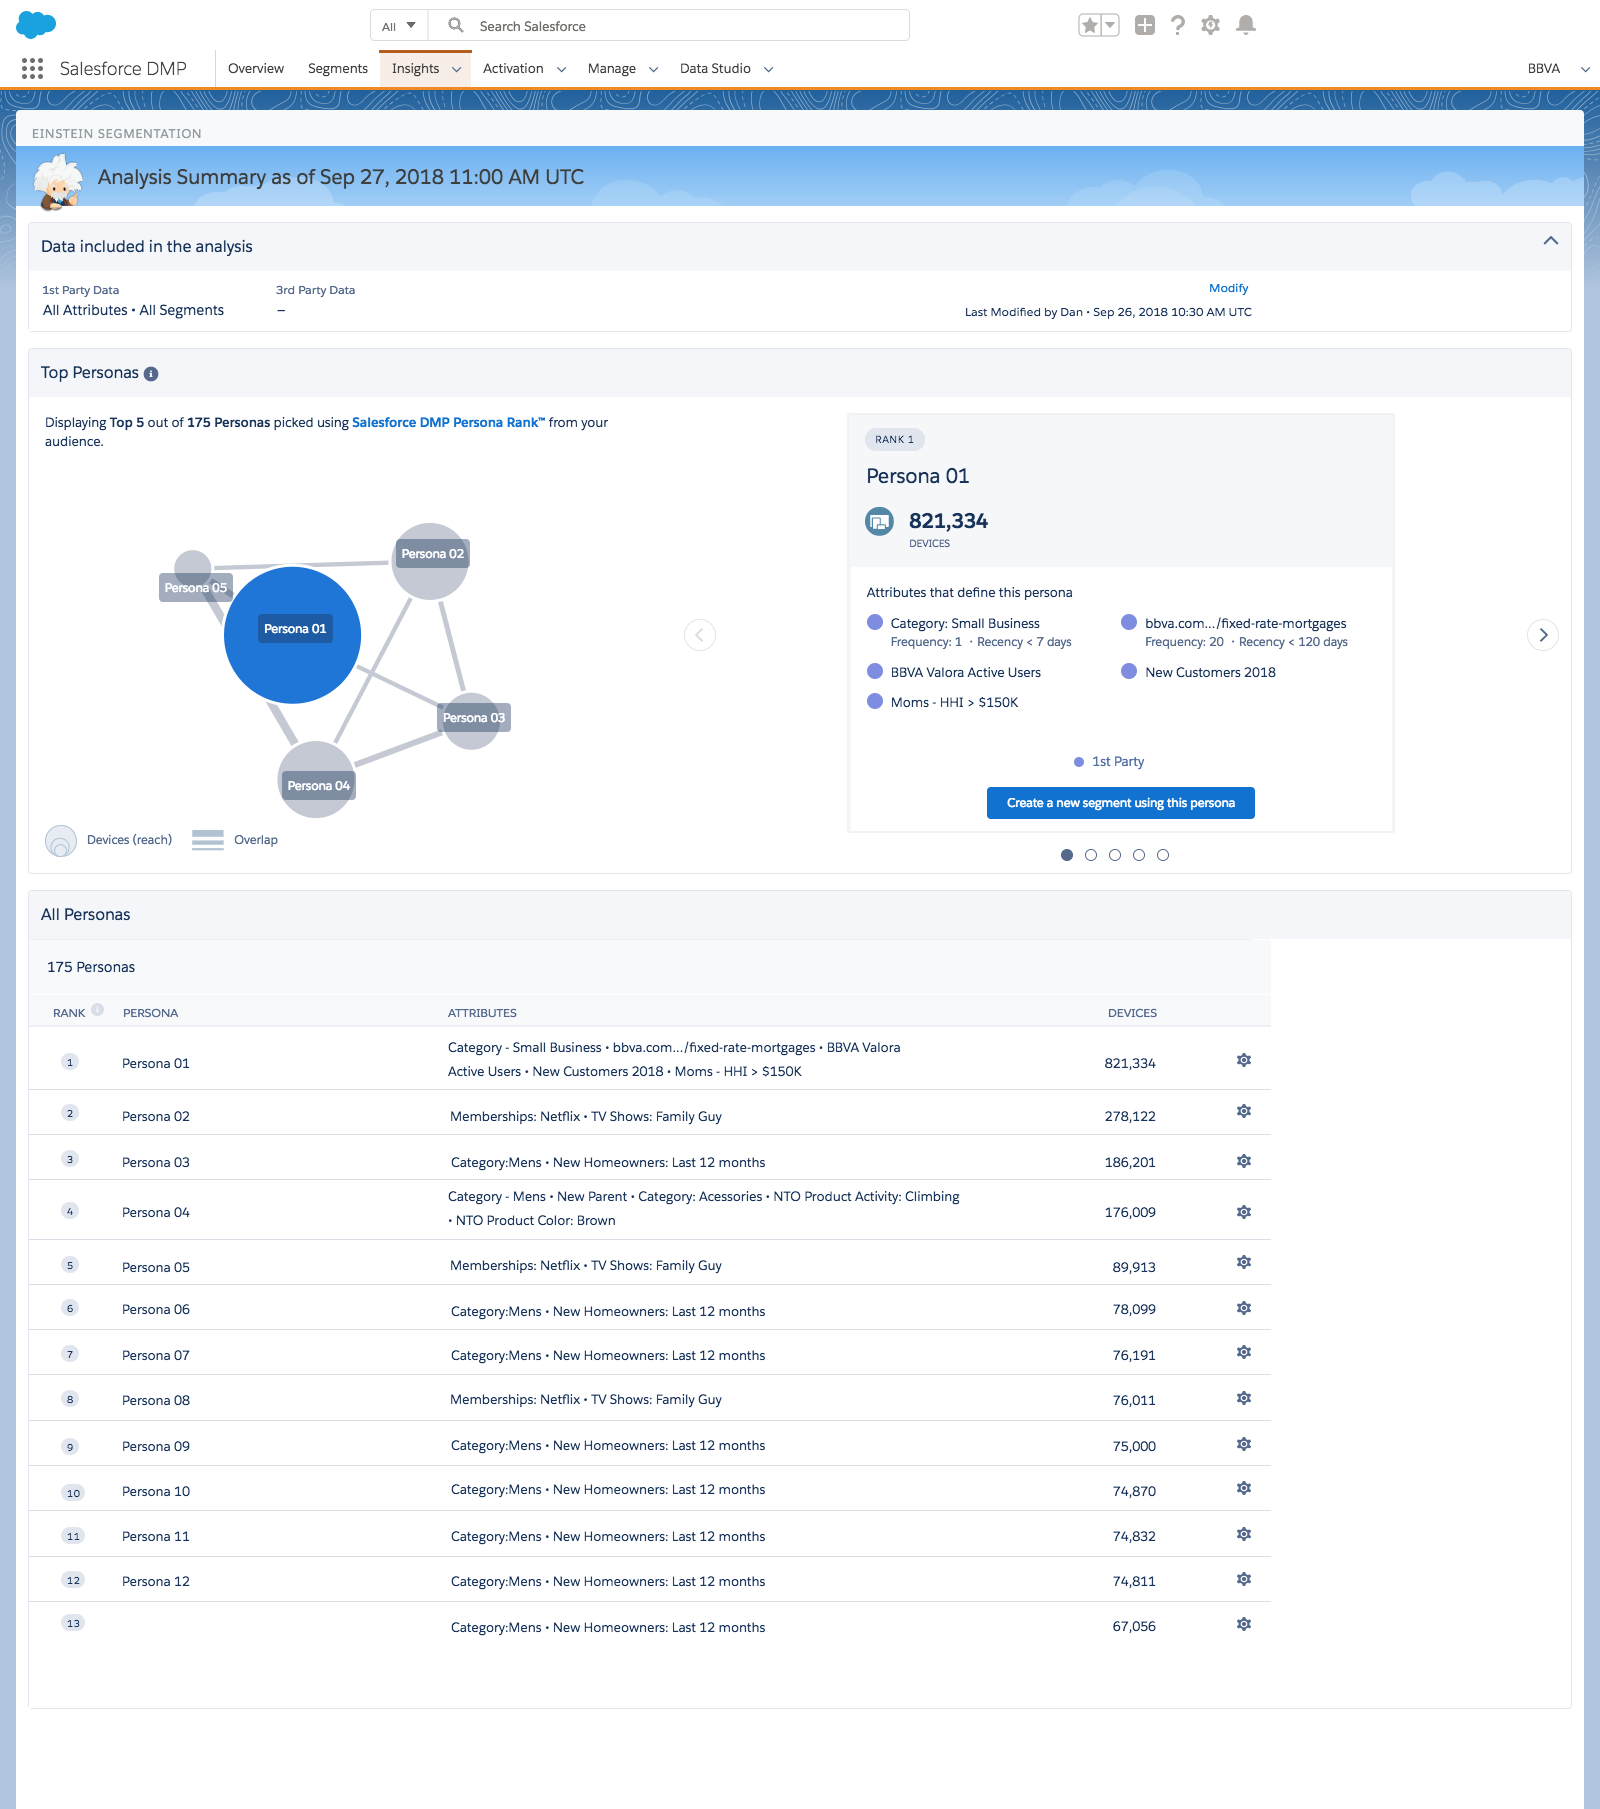 All
Search Salesforce
Salesforce DMP
Overview
Segments
Insights
Activation
Manage
Data Studio
BBVA
EINSTEIN SEGMENTATION
Analysis Summary as of Sep 27, 2018 11:00 AM UTC
Data included in the analysis
1st Party Data
All Attributes • All Segments
3rd Party Data
–
Modify
Last Modified by Dan • Sep 26, 2018 10:30 AM UTC
Top Personas
Displaying Top 5 out of 175 Personas picked using Salesforce DMP Persona Rank™ from your
audience.
Persona 02
Persona 05
Persona 01
Persona 03
Persona 04
Devices (reach)
Overlap
RANK 1
Persona 01
821,334
DEVICES
Attributes that define this persona
Category: Small Business
Frequency: 1 · Recency < 7 days
bbva.com.../fixed-rate-mortgages
Frequency: 20 · Recency < 120 days
BBVA Valora Active Users
New Customers 2018
Moms - HHI > $150K
1st Party
Create a new segment using this persona
All Personas
175 Personas
RANK PERSONA ATTRIBUTES DEVICES
1 Persona 01 Category - Small Business • bbva.com.../fixed-rate-mortgages • BBVA Valora
Active Users • New Customers 2018 • Moms - HHI > $150K 821,334
2 Persona 02 Memberships: Netflix • TV Shows: Family Guy 278,122
3 Persona 03 Category:Mens • New Homeowners: Last 12 months 186,201
4 Persona 04 Category - Mens • New Parent • Category: Acessories • NTO Product Activity: Climbing
• NTO Product Color: Brown 176,009
5 Persona 05 Memberships: Netflix • TV Shows: Family Guy 89,913
6 Persona 06 Category:Mens • New Homeowners: Last 12 months 78,099
7 Persona 07 Category:Mens • New Homeowners: Last 12 months 76,191
8 Persona 08 Memberships: Netflix • TV Shows: Family Guy 76,011
9 Persona 09 Category:Mens • New Homeowners: Last 12 months 75,000
10 Persona 10 Category:Mens • New Homeowners: Last 12 months 74,870
11 Persona 11 Category:Mens • New Homeowners: Last 12 months 74,832
12 Persona 12 Category:Mens • New Homeowners: Last 12 months 74,811
13 Category:Mens • New Homeowners: Last 12 months 67,056